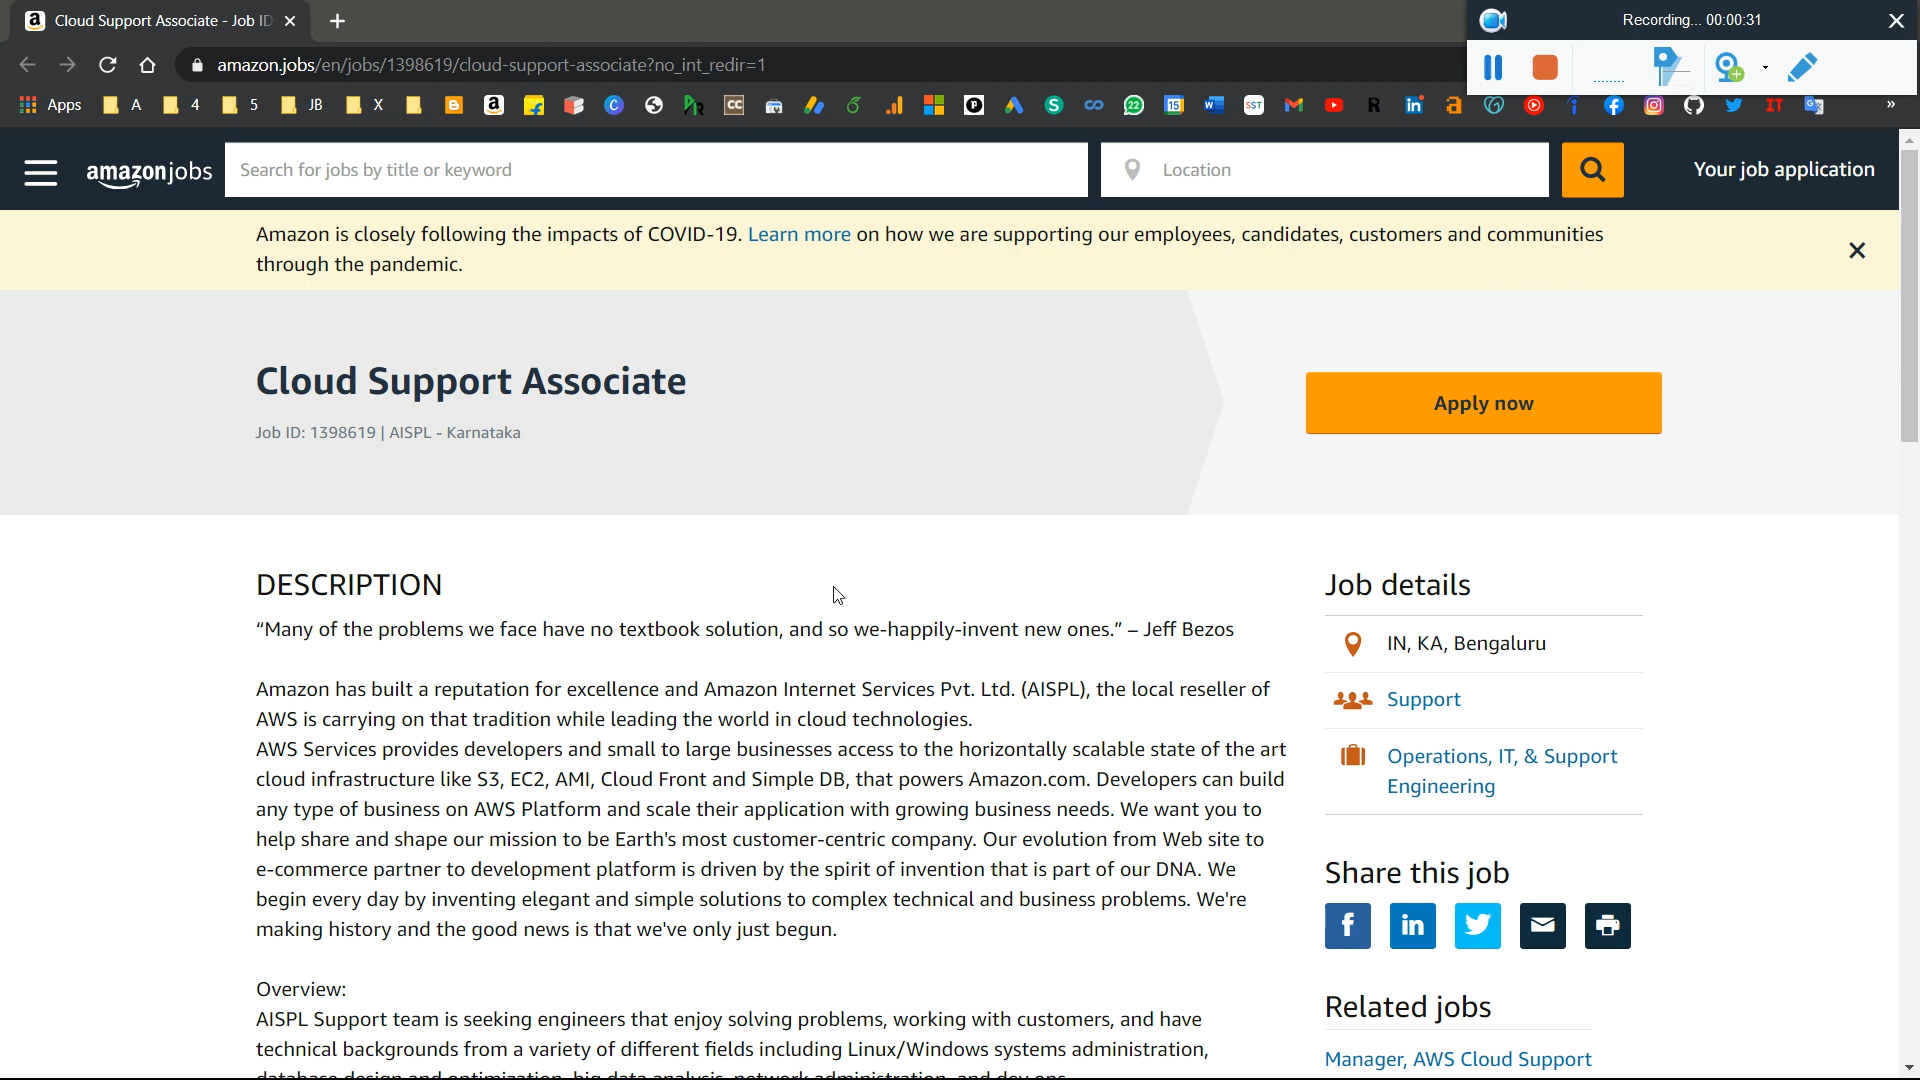 Cloud Support Associate - Job ID
Recording... 00:00:31
amazon.jobs/en/jobs/1398619/cloud-support-associate?no_int_redir=1
Apps A 4 5 JB X
amazonjobs
Search for jobs by title or keyword
Location
Your job application
Amazon is closely following the impacts of COVID-19. Learn more on how we are supporting our employees, candidates, customers and communities
through the pandemic.
Cloud Support Associate
Job ID: 1398619 | AISPL - Karnataka
Apply now
DESCRIPTION
“Many of the problems we face have no textbook solution, and so we-happily-invent new ones.” – Jeff Bezos
Amazon has built a reputation for excellence and Amazon Internet Services Pvt. Ltd. (AISPL), the local reseller of
AWS is carrying on that tradition while leading the world in cloud technologies.
AWS Services provides developers and small to large businesses access to the horizontally scalable state of the art
cloud infrastructure like S3, EC2, AMI, Cloud Front and Simple DB, that powers Amazon.com. Developers can build
any type of business on AWS Platform and scale their application with growing business needs. We want you to
help share and shape our mission to be Earth's most customer-centric company. Our evolution from Web site to
e-commerce partner to development platform is driven by the spirit of invention that is part of our DNA. We
begin every day by inventing elegant and simple solutions to complex technical and business problems. We're
making history and the good news is that we've only just begun.
Overview:
AISPL Support team is seeking engineers that enjoy solving problems, working with customers, and have
technical backgrounds from a variety of different fields including Linux/Windows systems administration,
database design and optimization, big data analysis, network administration, and dev ops.
Job details
IN, KA, Bengaluru
Support
Operations, IT, & Support
Engineering
Share this job
Related jobs
Manager, AWS Cloud Support